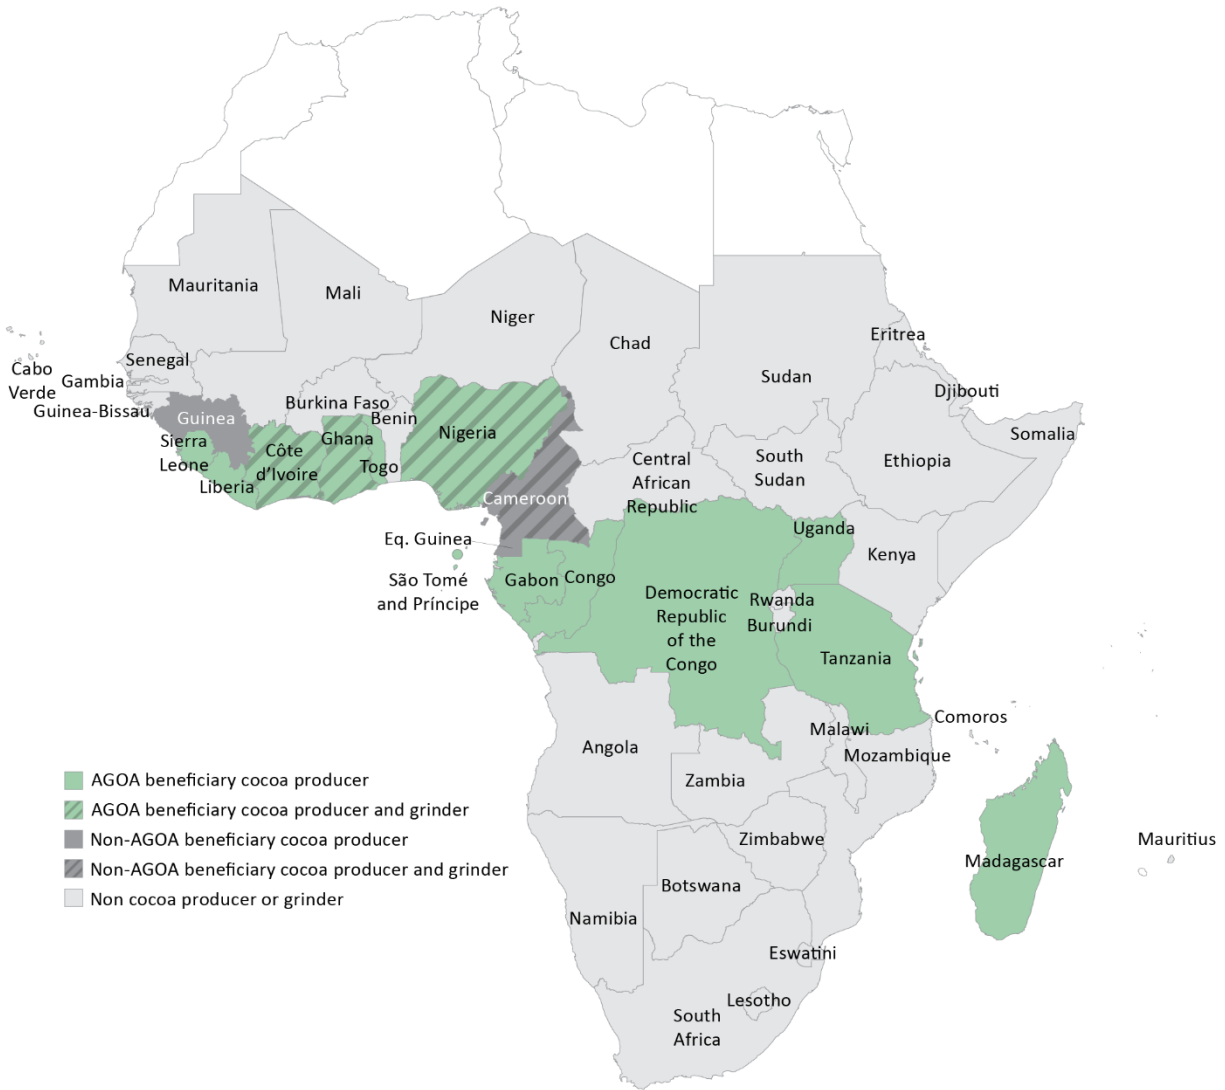 Mauritania
Mali
Niger
Chad
Sudan
Eritrea
Djibouti
Somalia
Ethiopia
South
Sudan
Central
African
Republic
Cabo
Verde
Senegal
Gambia
Guinea-Bissau
Guinea
Sierra
Leone
Liberia
Côte
d’Ivoire
Burkina Faso
Ghana
Togo
Benin
Nigeria
Cameroon
Eq. Guinea
São Tomé
and Príncipe
Gabon
Congo
Democratic
Republic
of the
Congo
Uganda
Kenya
Rwanda
Burundi
Tanzania
Comoros
Malawi
Mozambique
Angola
Zambia
Zimbabwe
Botswana
Namibia
Eswatini
Lesotho
South
Africa
Madagascar
Mauritius
AGOA beneficiary cocoa producer
AGOA beneficiary cocoa producer and grinder
Non-AGOA beneficiary cocoa producer
Non-AGOA beneficiary cocoa producer and grinder
Non cocoa producer or grinder